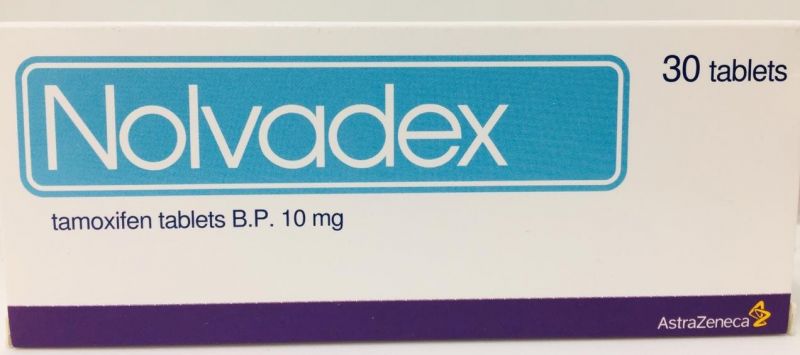 30 tablets
Nolvadex
tamoxifen tablets B.P. 10 mg
AstraZeneca